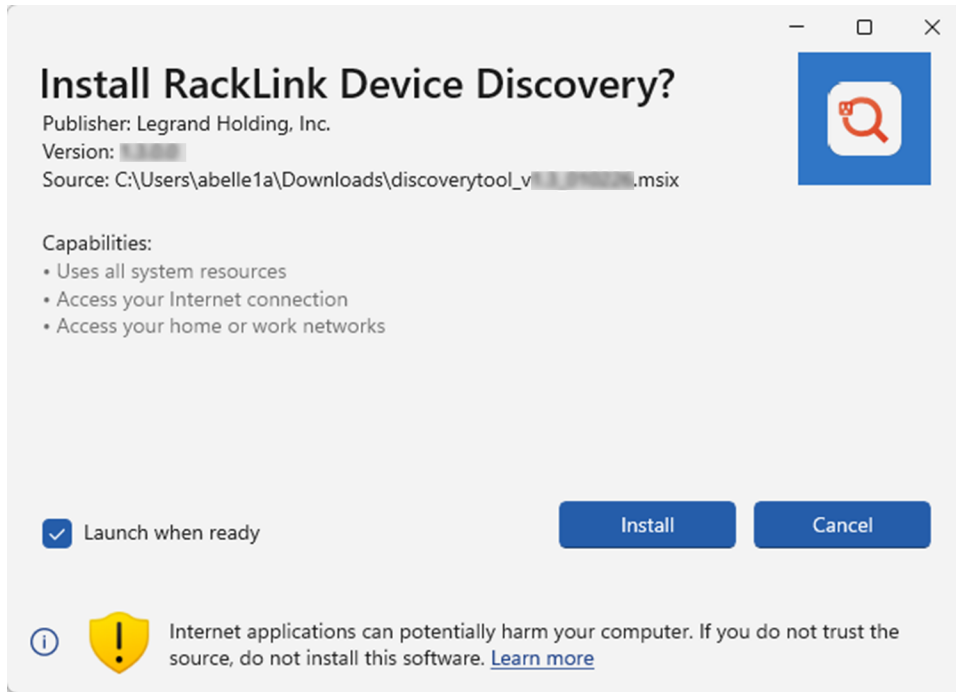 Install RackLink Device Discovery?
Publisher: Legrand Holding, Inc.
Version:
Source: C:\Users\abelle1a\Downloads\discoverytool_v .msix
Capabilities:
• Uses all system resources
• Access your Internet connection
• Access your home or work networks
Launch when ready
Install
Cancel
Internet applications can potentially harm your computer. If you do not trust the
source, do not install this software. Learn more